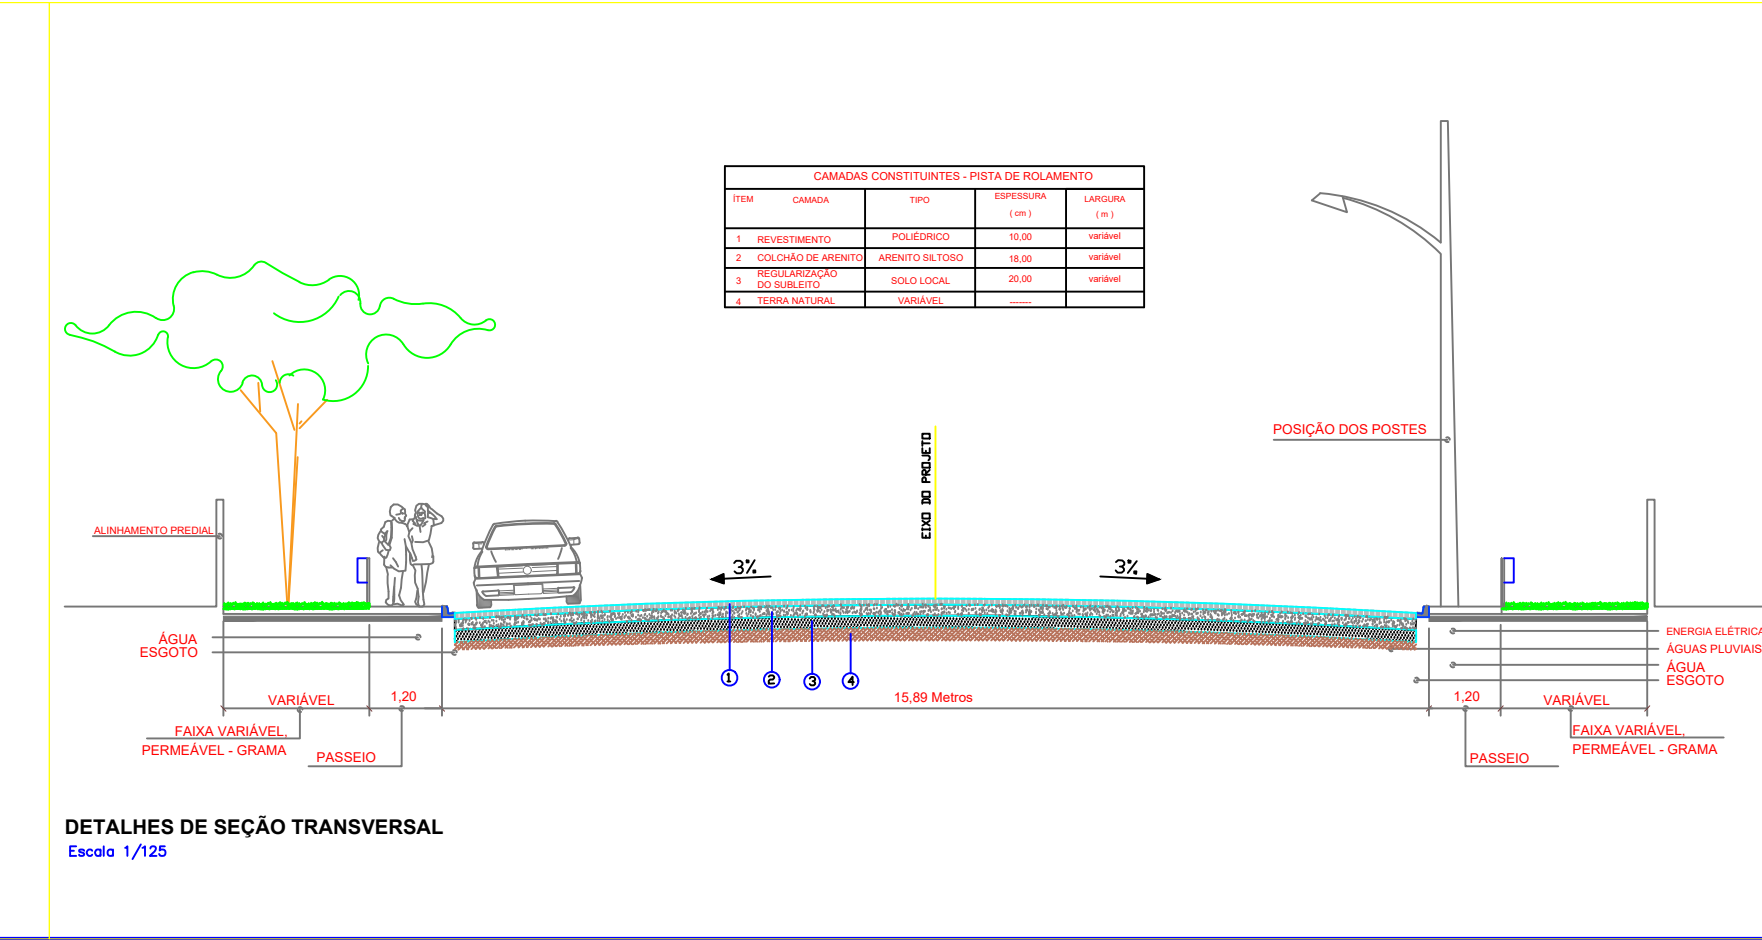 CAMADAS CONSTITUINTES - PISTA DE ROLAMENTO
ÍTEM CAMADA TIPO ESPESSURA ( cm ) LARGURA ( m )
1 REVESTIMENTO POLIÉDRICO 10,00 variável
2 COLCHÃO DE ARENITO ARENITO SILTOSO 18,00 variável
3 REGULARIZAÇÃO DO SUBLEITO SOLO LOCAL 20,00 variável
4 TERRA NATURAL VARIÁVEL -------
POSIÇÃO DOS POSTES
EIXO DO PROJETO
ALINHAMENTO PREDIAL
3% 3%
ÁGUA
ESGOTO
ENERGIA ELÉTRICA
ÁGUAS PLUVIAIS
ÁGUA
ESGOTO
1 2 3 4
VARIÁVEL 1,20 15,89 Metros 1,20 VARIÁVEL
FAIXA VARIÁVEL,
PERMEÁVEL - GRAMA
PASSEIO
FAIXA VARIÁVEL,
PERMEÁVEL - GRAMA
PASSEIO
DETALHES DE SEÇÃO TRANSVERSAL
Escala 1/125